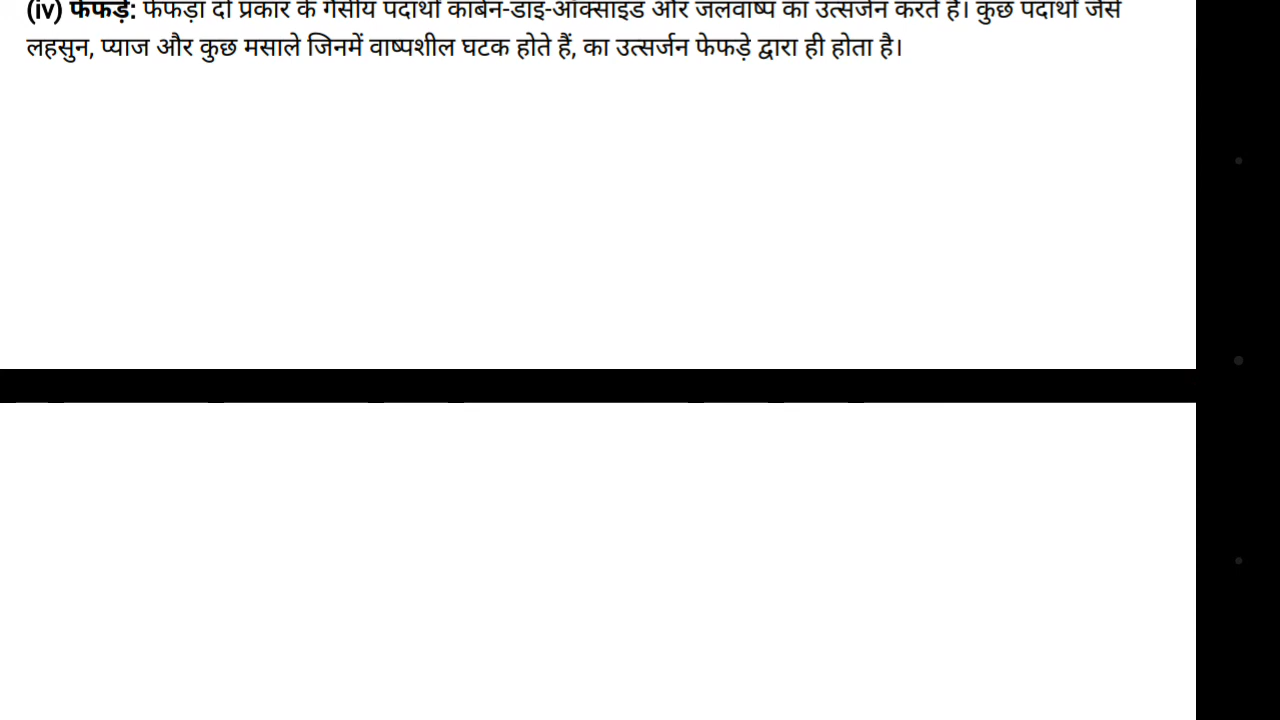 (iv) फेफड़े: फेफड़ा दो प्रकार के गैसीय पदार्थों कार्बन-डाइ-ऑक्साइड और जलवाष्प का उत्सर्जन करते हैं। कुछ पदार्थों जैसे
लहसुन, प्याज और कुछ मसाले जिनमें वाष्पशील घटक होते हैं, का उत्सर्जन फेफड़े द्वारा ही होता है।